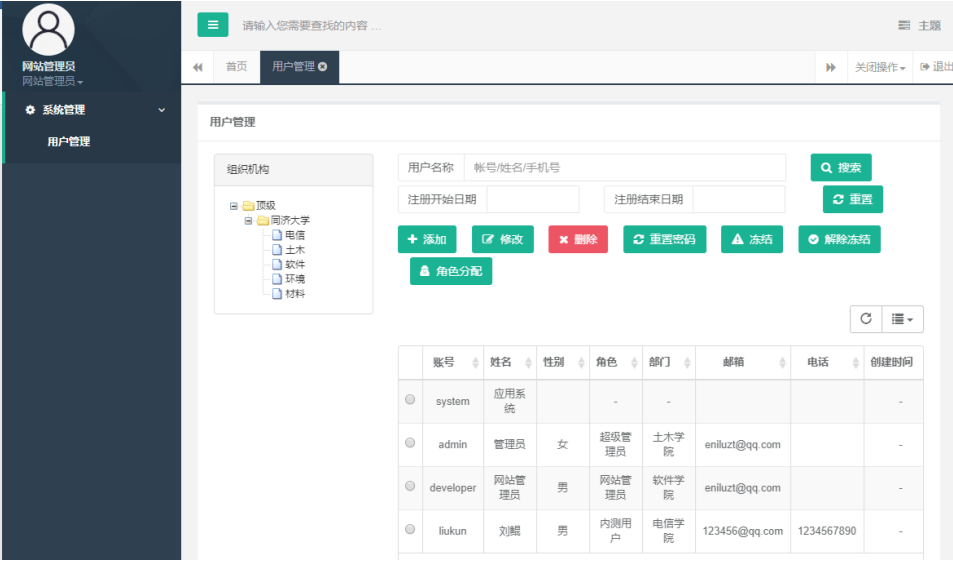 网站管理员
网站管理员
系统管理
用户管理
请输入您需要查找的内容 ...
主题
首页
用户管理
关闭操作
退出
用户管理
组织机构
顶级
同济大学
电信
土木
软件
环境
材料
用户名称 帐号/姓名/手机号 搜索
注册开始日期 注册结束日期 重置
添加 修改 删除 重置密码 冻结 解除冻结
角色分配
账号 姓名 性别 角色 部门 邮箱 电话 创建时间
system 应用系统 - - -
admin 管理员 女 超级管理员 土木学院 eniluzt@qq.com -
developer 网站管理员 男 网站管理员 软件学院 eniluzt@qq.com -
liukun 刘鲲 男 内测用户 电信学院 123456@qq.com 1234567890 -